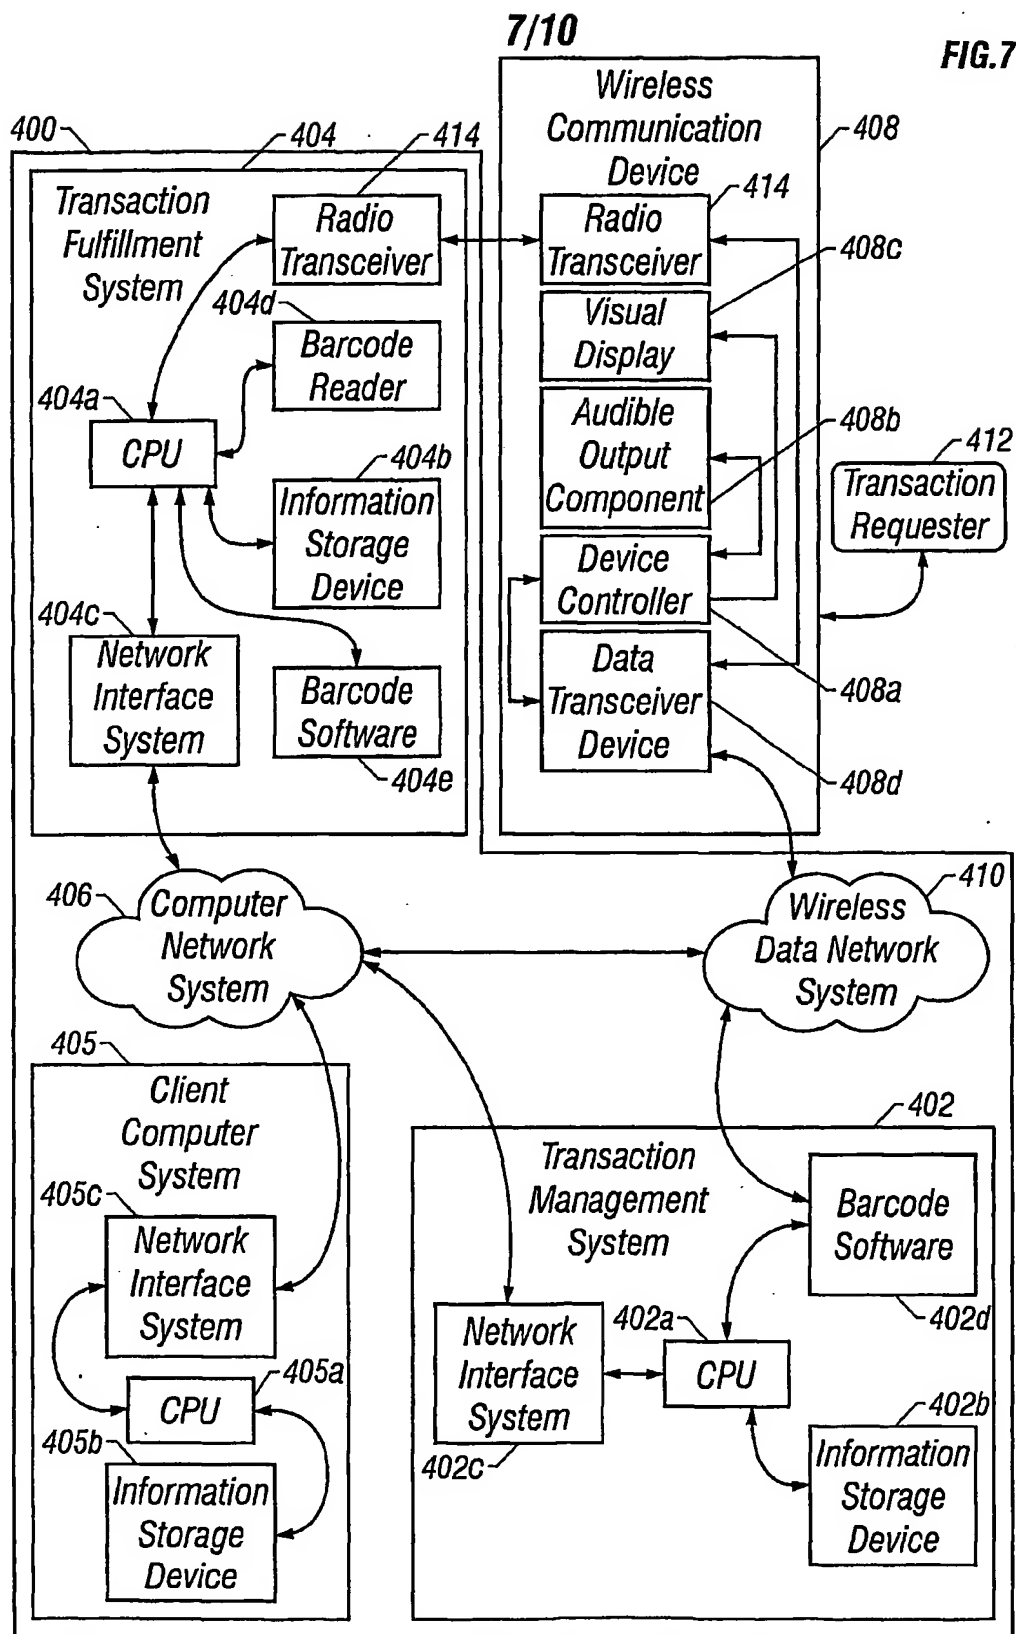 7/10
FIG.7
400
404
414
Transaction
Fulfillment
System
Radio
Transceiver
404d
Barcode
Reader
404a
CPU
404b
Information
Storage
Device
404c
Network
Interface
System
Barcode
Software
404e
Wireless
Communication
Device
408
414
Radio
Transceiver
408c
Visual
Display
Audible
Output
Component
408b
Device
Controller
408a
Data
Transceiver
Device
408d
412
Transaction
Requester
406
Computer
Network
System
410
Wireless
Data Network
System
405
Client
Computer
System
405c
Network
Interface
System
405a
CPU
405b
Information
Storage
Device
402
Transaction
Management
System
Barcode
Software
402d
402a
CPU
Network
Interface
System
402c
402b
Information
Storage
Device